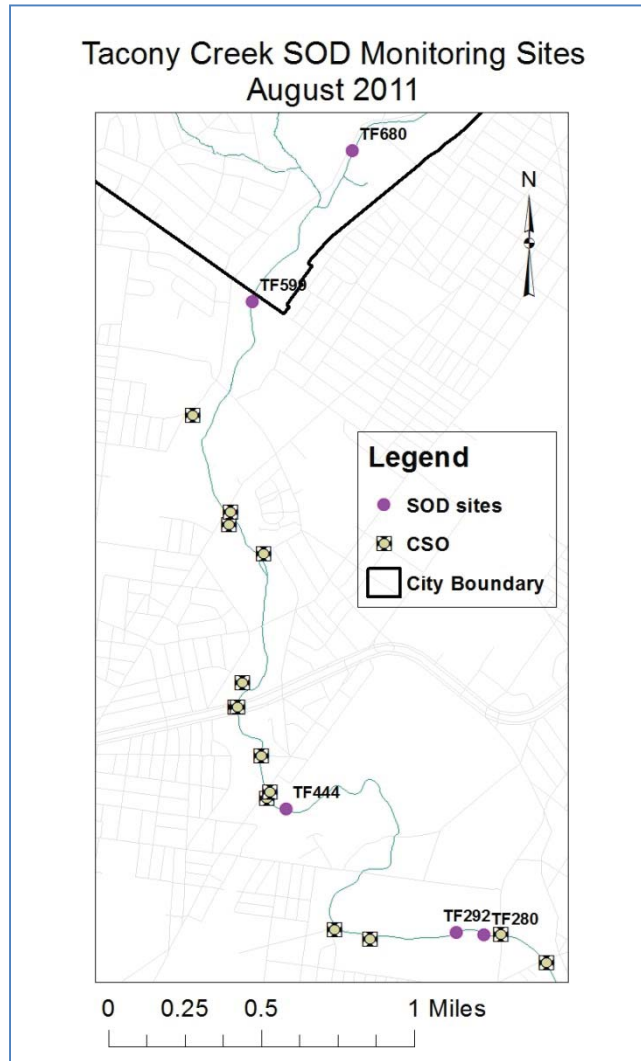 Tacony Creek SOD Monitoring Sites
August 2011
TF680
N
TF599
Legend
SOD sites
CSO
City Boundary
TF444
TF292 TF280
0 0.25 0.5 1 Miles